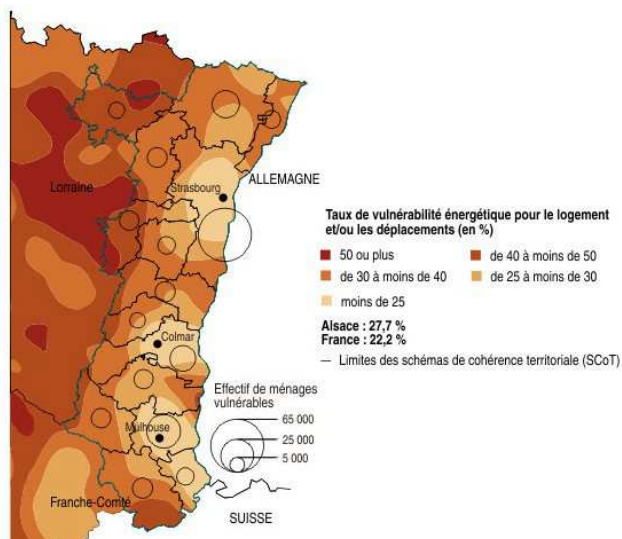 Lorraine
Strasbourg
ALLEMAGNE
Colmar
Mulhouse
Franche-Comté
SUISSE
Effectif de ménages
vulnérables
65 000
25 000
5 000
Taux de vulnérabilité énergétique pour le logement
et/ou les déplacements (en %)
50 ou plus
de 40 à moins de 50
de 30 à moins de 40
de 25 à moins de 30
moins de 25
Alsace : 27,7 %
France : 22,2 %
Limites des schémas de cohérence territoriale (SCoT)